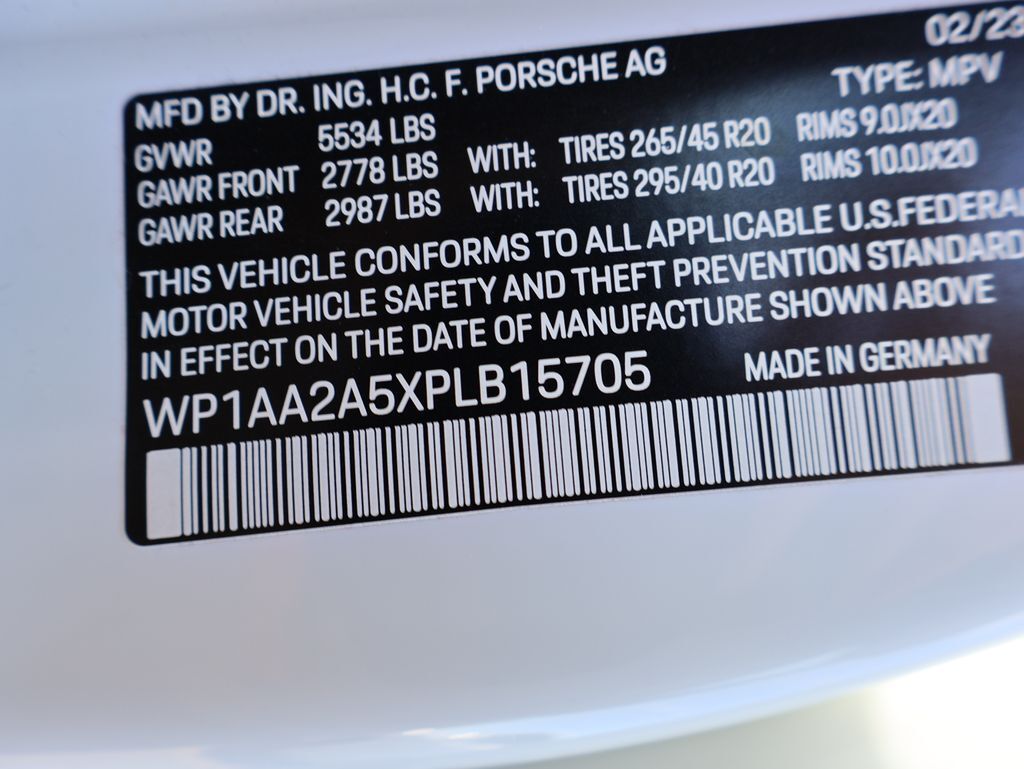 02/23
MFD BY DR. ING. H.C. F. PORSCHE AG TYPE: MPV
GVWR 5534 LBS
GAWR FRONT 2778 LBS WITH: TIRES 265/45 R20 RIMS 9.0JX20
GAWR REAR 2987 LBS WITH: TIRES 295/40 R20 RIMS 10.0JX20
THIS VEHICLE CONFORMS TO ALL APPLICABLE U.S.FEDERAL
MOTOR VEHICLE SAFETY AND THEFT PREVENTION STANDARD
IN EFFECT ON THE DATE OF MANUFACTURE SHOWN ABOVE
WP1AA2A5XPLB15705 MADE IN GERMANY